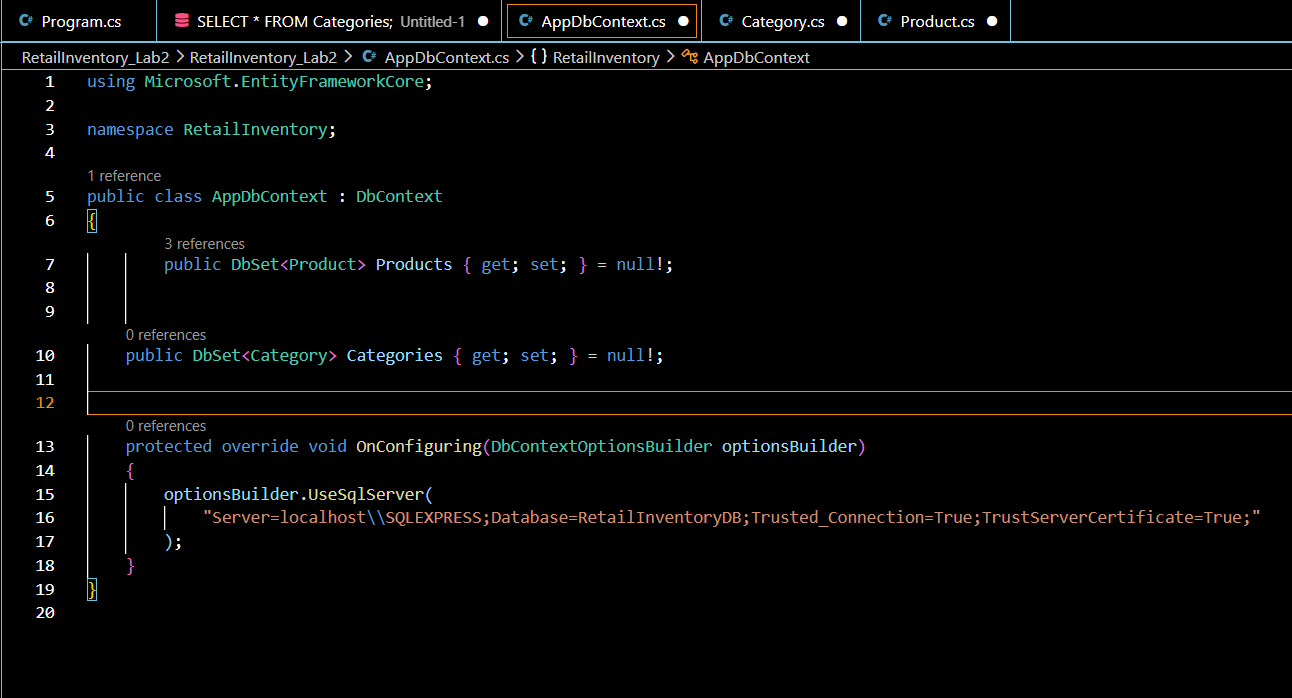 C# Program.cs SELECT * FROM Categories; Untitled-1 ● C# AppDbContext.cs ● C# Category.cs ● C# Product.cs ●
RetailInventory_Lab2 > RetailInventory_Lab2 > C# AppDbContext.cs > {} RetailInventory > AppDbContext
1 using Microsoft.EntityFrameworkCore;
2
3 namespace RetailInventory;
4
1 reference
5 public class AppDbContext : DbContext
6 {
3 references
7 public DbSet<Product> Products { get; set; } = null!;
8
9
0 references
10 public DbSet<Category> Categories { get; set; } = null!;
11
12
0 references
13 protected override void OnConfiguring(DbContextOptionsBuilder optionsBuilder)
14 {
15 optionsBuilder.UseSqlServer(
16 "Server=localhost\\SQLEXPRESS;Database=RetailInventoryDB;Trusted_Connection=True;TrustServerCertificate=True;"
17 );
18 }
19 }
20